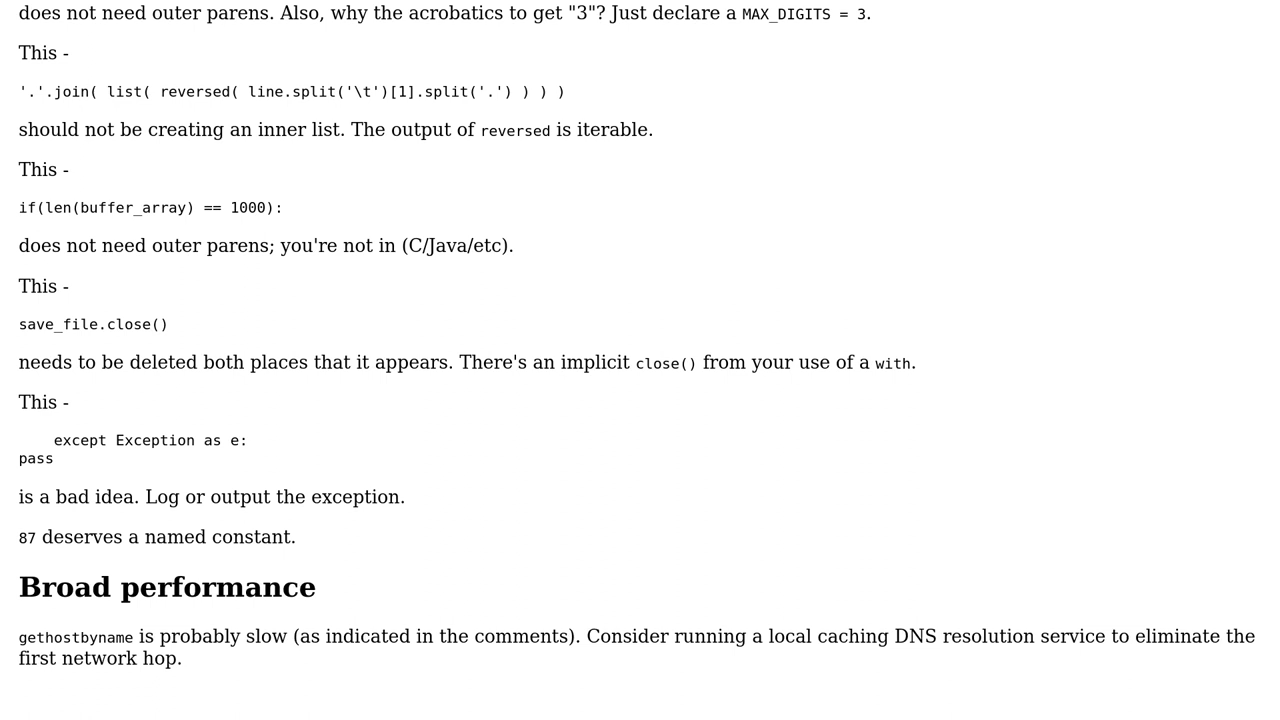 does not need outer parens. Also, why the acrobatics to get "3"? Just declare a MAX_DIGITS = 3.
This -
'.'.join( list( reversed( line.split('\t')[1].split('.') ) ) )
should not be creating an inner list. The output of reversed is iterable.
This -
if(len(buffer_array) == 1000):
does not need outer parens; you're not in (C/Java/etc).
This -
save_file.close()
needs to be deleted both places that it appears. There's an implicit close() from your use of a with.
This -
    except Exception as e:
pass
is a bad idea. Log or output the exception.
87 deserves a named constant.
Broad performance
gethostbyname is probably slow (as indicated in the comments). Consider running a local caching DNS resolution service to eliminate the
first network hop.